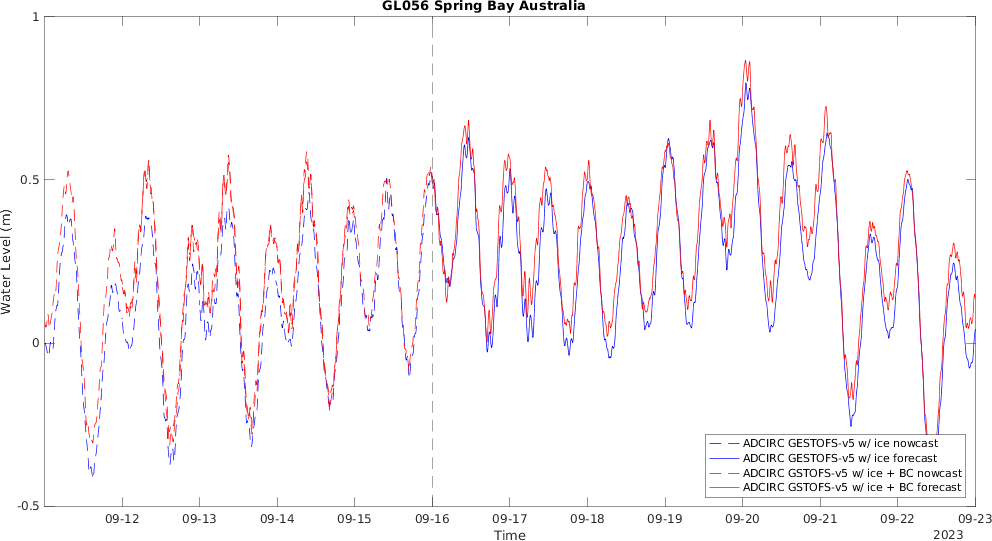 GL056 Spring Bay Australia
1
0.5
0
-0.5
Water Level (m)
ADCIRC GESTOFS-v5 w/ ice nowcast
ADCIRC GESTOFS-v5 w/ ice forecast
ADCIRC GSTOFS-v5 w/ ice + BC nowcast
ADCIRC GSTOFS-v5 w/ ice + BC forecast
09-12 09-13 09-14 09-15 09-16 09-17 09-18 09-19 09-20 09-21 09-22 09-23
Time
2023